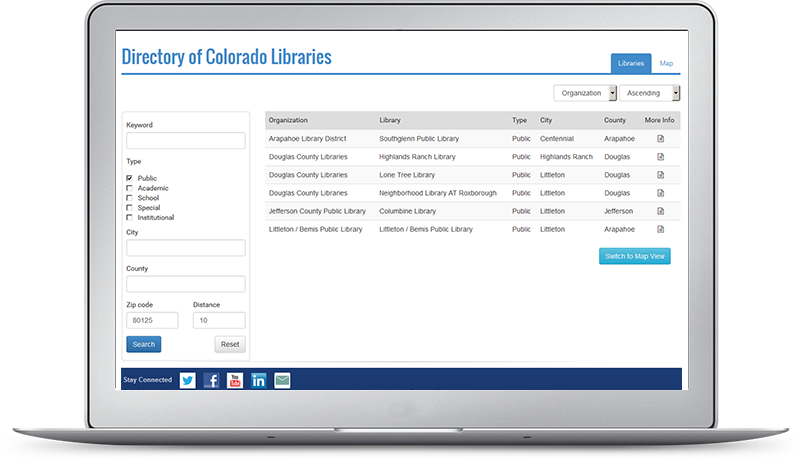 Directory of Colorado Libraries
Libraries Map
Organization Ascending
Keyword
Type
Public
Academic
School
Special
Institutional
City
County
Zip code Distance
80125 10
Search Reset
Organization Library Type City County More Info
Arapahoe Library District Southglenn Public Library Public Centennial Arapahoe
Douglas County Libraries Highlands Ranch Library Public Highlands Ranch Douglas
Douglas County Libraries Lone Tree Library Public Littleton Douglas
Douglas County Libraries Neighborhood Library AT Roxborough Public Littleton Douglas
Jefferson County Public Library Columbine Library Public Littleton Jefferson
Littleton / Bemis Public Library Littleton / Bemis Public Library Public Littleton Arapahoe
Switch to Map View
Stay Connected You Tube